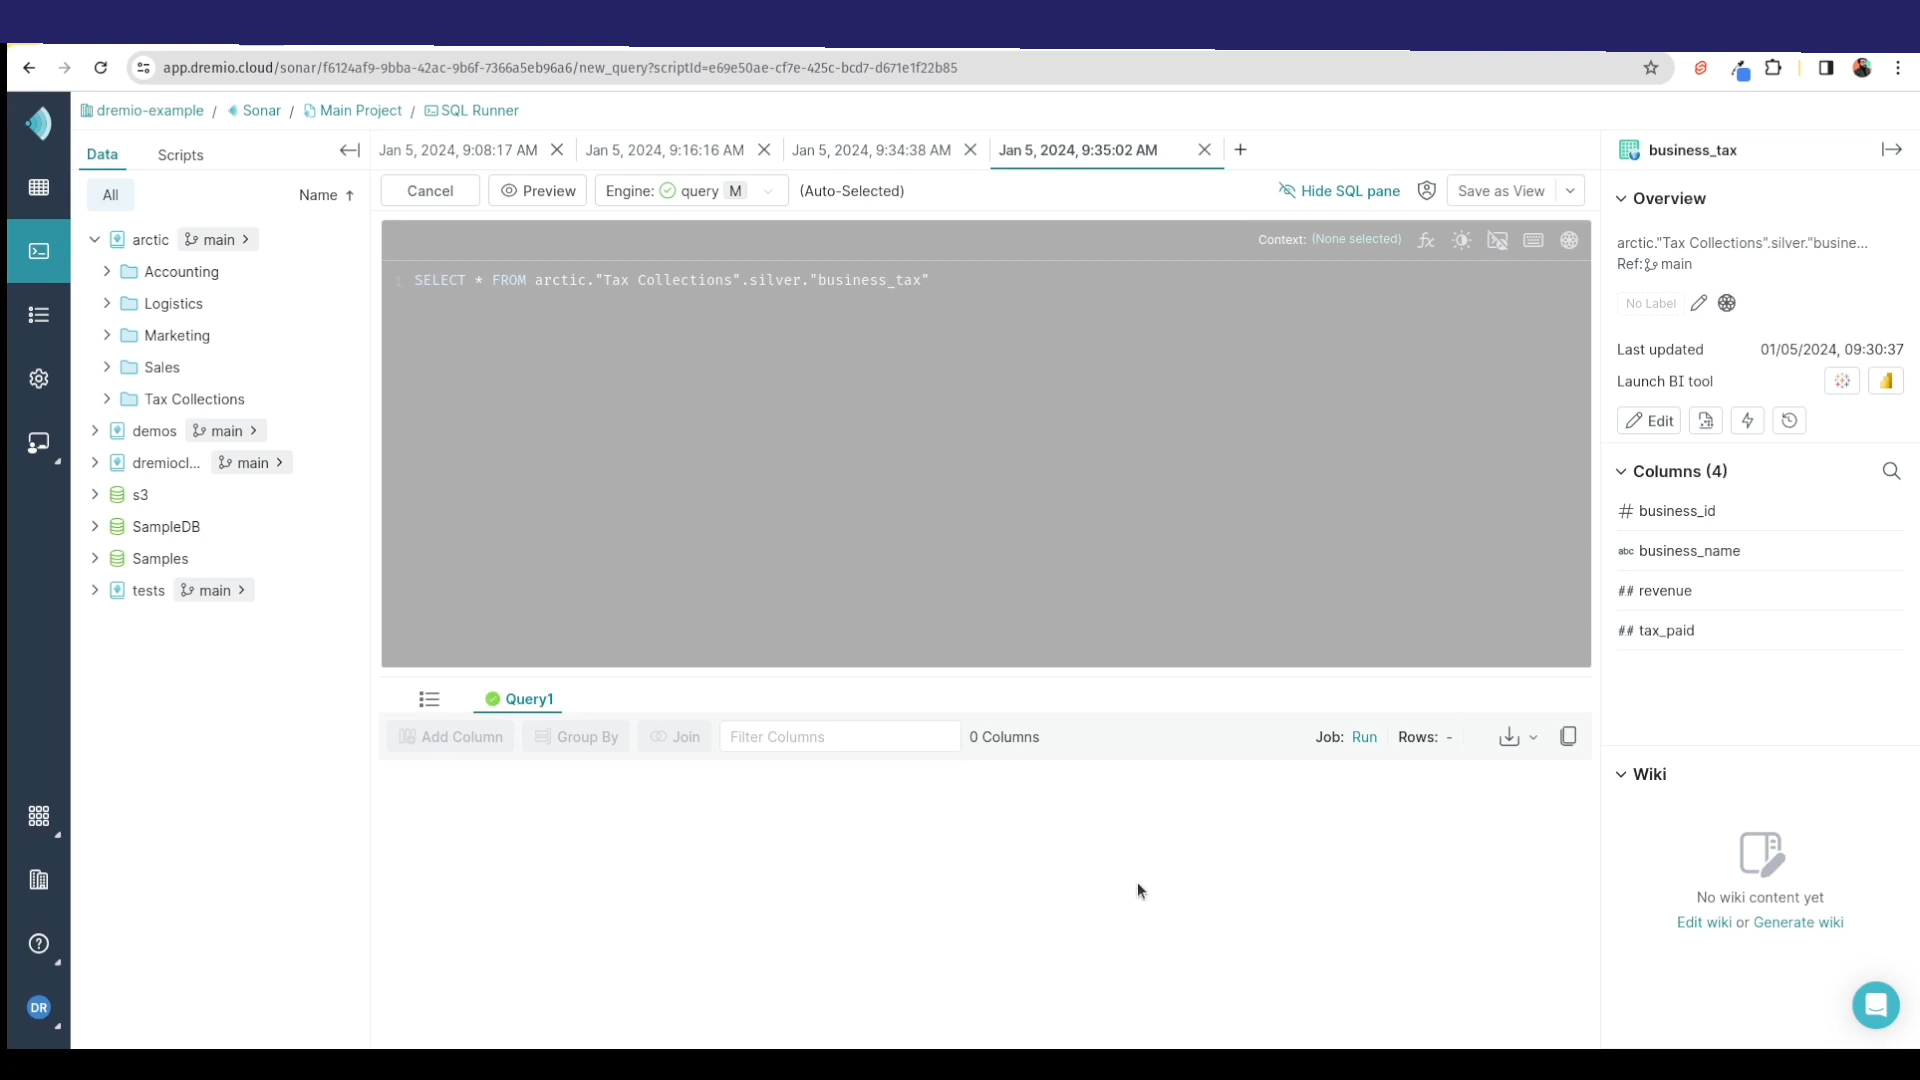 app.dremio.cloud/sonar/f6124af9-9bba-42ac-9b6f-7366a5eb96a6/new_query?scriptId=e69e50ae-cf7e-425c-bcd7-d671e1f22b85
dremio-example / Sonar / Main Project / SQL Runner
Data Scripts
All Name
arctic main
Accounting
Logistics
Marketing
Sales
Tax Collections
demos main
dremiocl... main
s3
SampleDB
Samples
tests main
DR
Jan 5, 2024, 9:08:17 AM Jan 5, 2024, 9:16:16 AM Jan 5, 2024, 9:34:38 AM Jan 5, 2024, 9:35:02 AM
Cancel Preview Engine: query M (Auto-Selected) Hide SQL pane Save as View
Context: (None selected) fx
1 SELECT * FROM arctic."Tax Collections".silver."business_tax"
Query1
Add Column Group By Join Filter Columns 0 Columns Job: Run Rows: -
business_tax
Overview
arctic."Tax Collections".silver."busine...
Ref: main
No Label
Last updated 01/05/2024, 09:30:37
Launch BI tool
Edit
Columns (4)
# business_id
abc business_name
## revenue
## tax_paid
Wiki
No wiki content yet
Edit wiki or Generate wiki